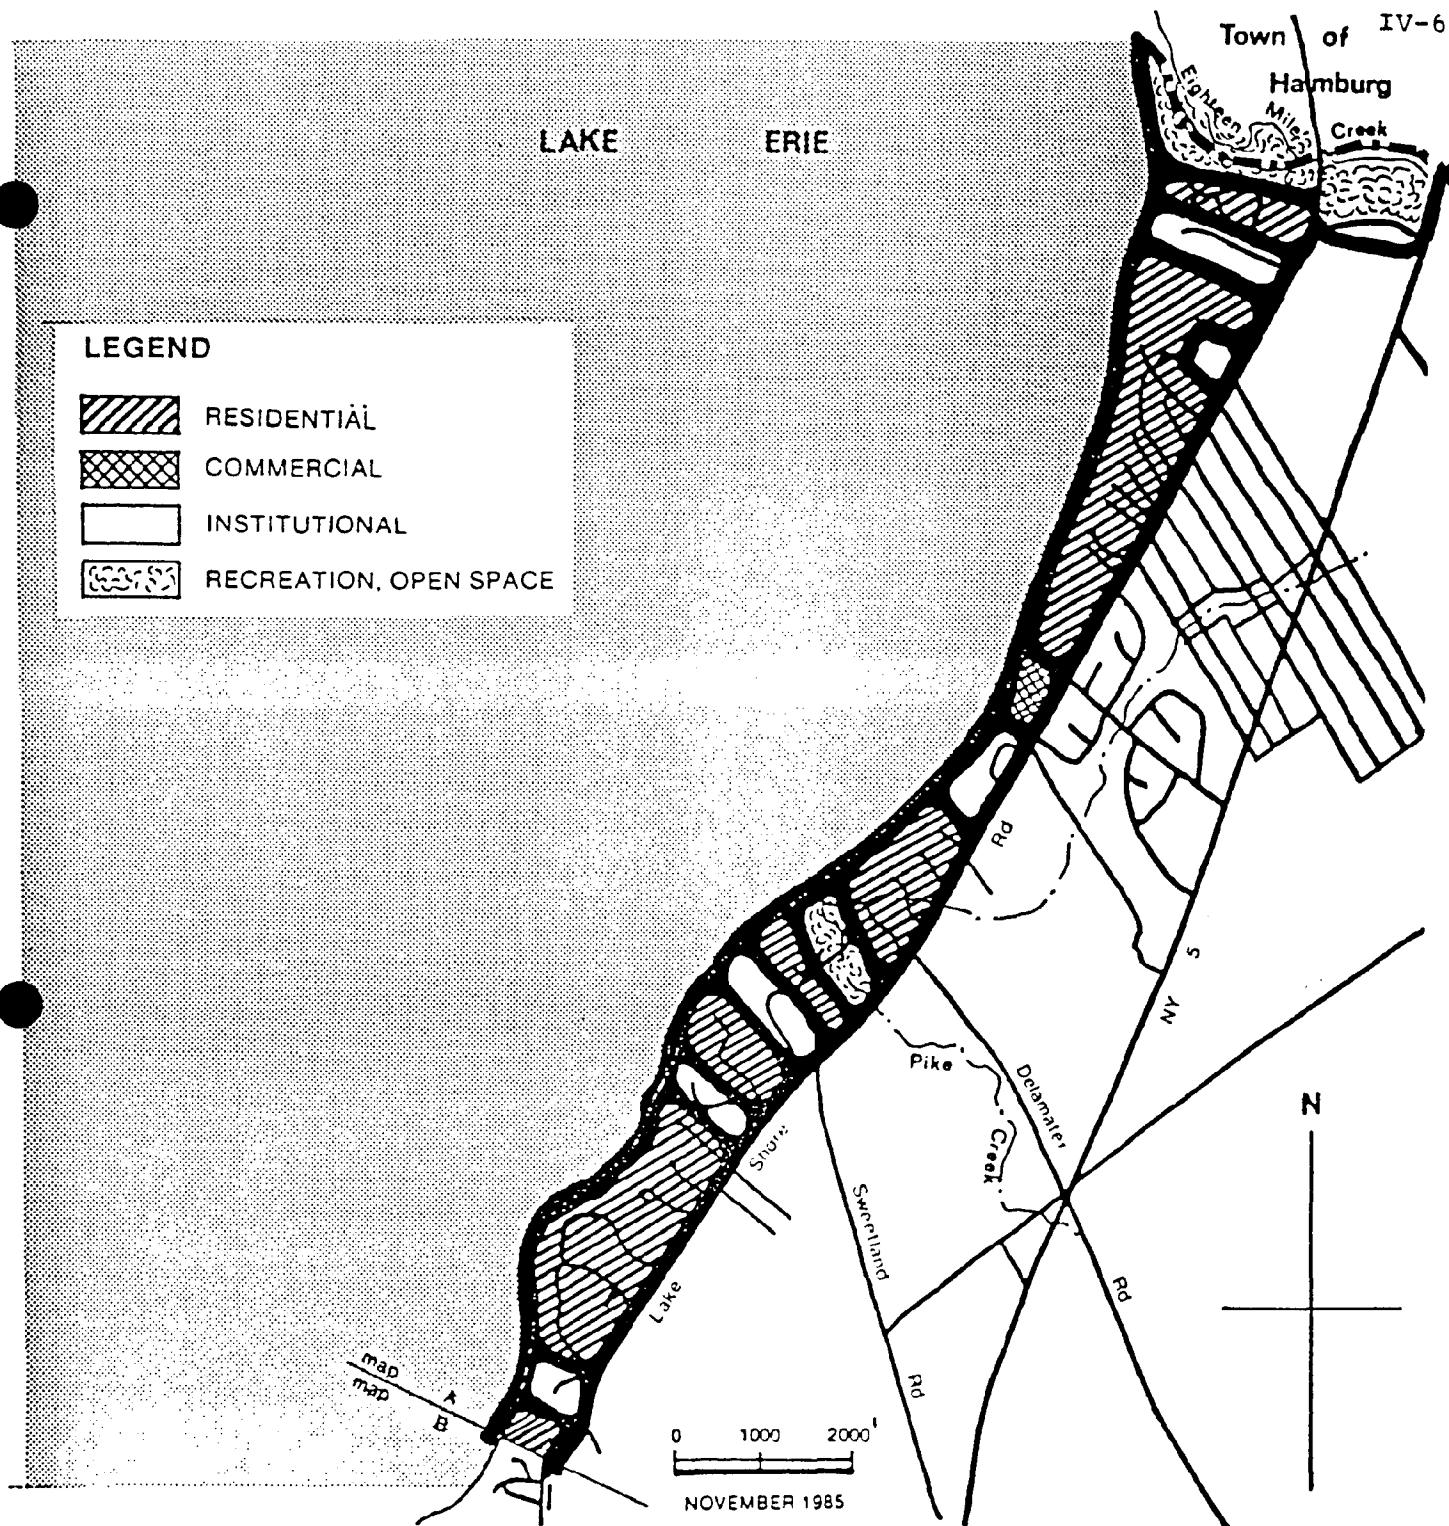 IV-6
Town of
Hamburg
Eighteen Mile Creek
LAKE ERIE
LEGEND
RESIDENTIAL
COMMERCIAL
INSTITUTIONAL
RECREATION, OPEN SPACE
Rd
NY 5
Pike
Creek
Delamater
Rd
N
Shore
Sweetland
Rd
Lake
map A
map B
0 1000 2000'
NOVEMBER 1985